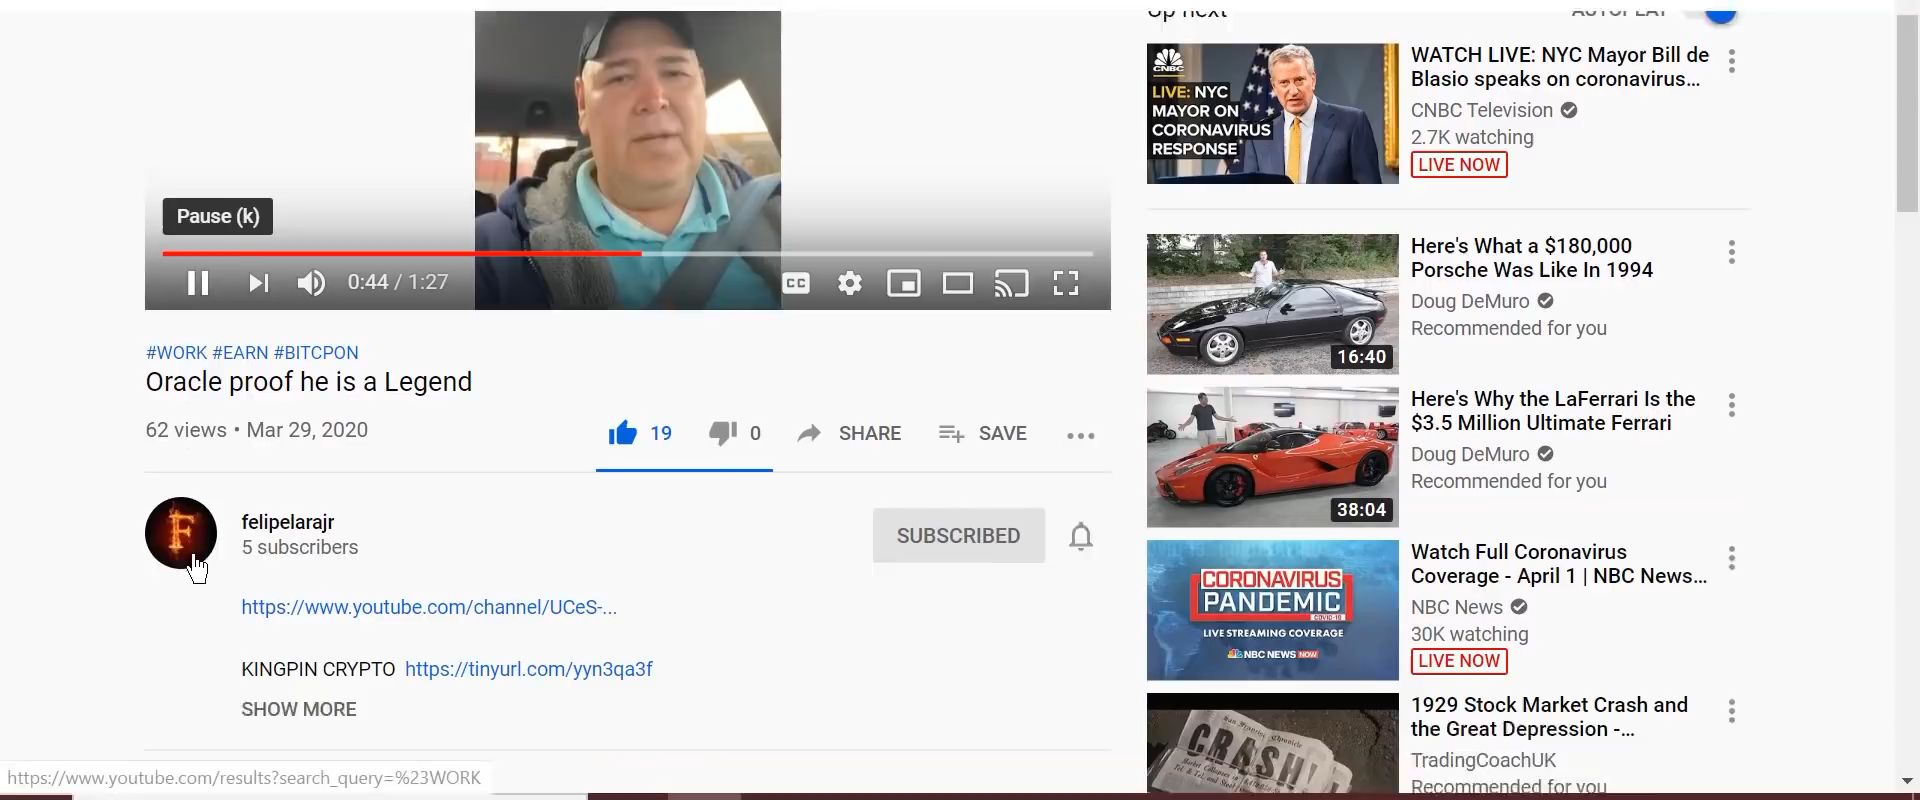 Up next
AUTOPLAY
Pause (k)
0:44 / 1:27
CC
#WORK #EARN #BITCPON
Oracle proof he is a Legend
62 views • Mar 29, 2020
19
0
SHARE
SAVE
F
felipelarajr
5 subscribers
SUBSCRIBED
https://www.youtube.com/channel/UCeS-...
KINGPIN CRYPTO https://tinyurl.com/yyn3qa3f
SHOW MORE
https://www.youtube.com/results?search_query=%23WORK
CNBC
LIVE: NYC
MAYOR ON
CORONAVIRUS
RESPONSE
WATCH LIVE: NYC Mayor Bill de
Blasio speaks on coronavirus...
CNBC Television
2.7K watching
LIVE NOW
16:40
Here's What a $180,000
Porsche Was Like In 1994
Doug DeMuro
Recommended for you
38:04
Here's Why the LaFerrari Is the
$3.5 Million Ultimate Ferrari
Doug DeMuro
Recommended for you
CORONAVIRUS
PANDEMIC
COVID-19
LIVE STREAMING COVERAGE
NBC NEWS NOW
Watch Full Coronavirus
Coverage - April 1 | NBC News...
NBC News
30K watching
LIVE NOW
San Francisco Chronicle
CRASH!
1929 Stock Market Crash and
the Great Depression -...
TradingCoachUK
Recommended for you